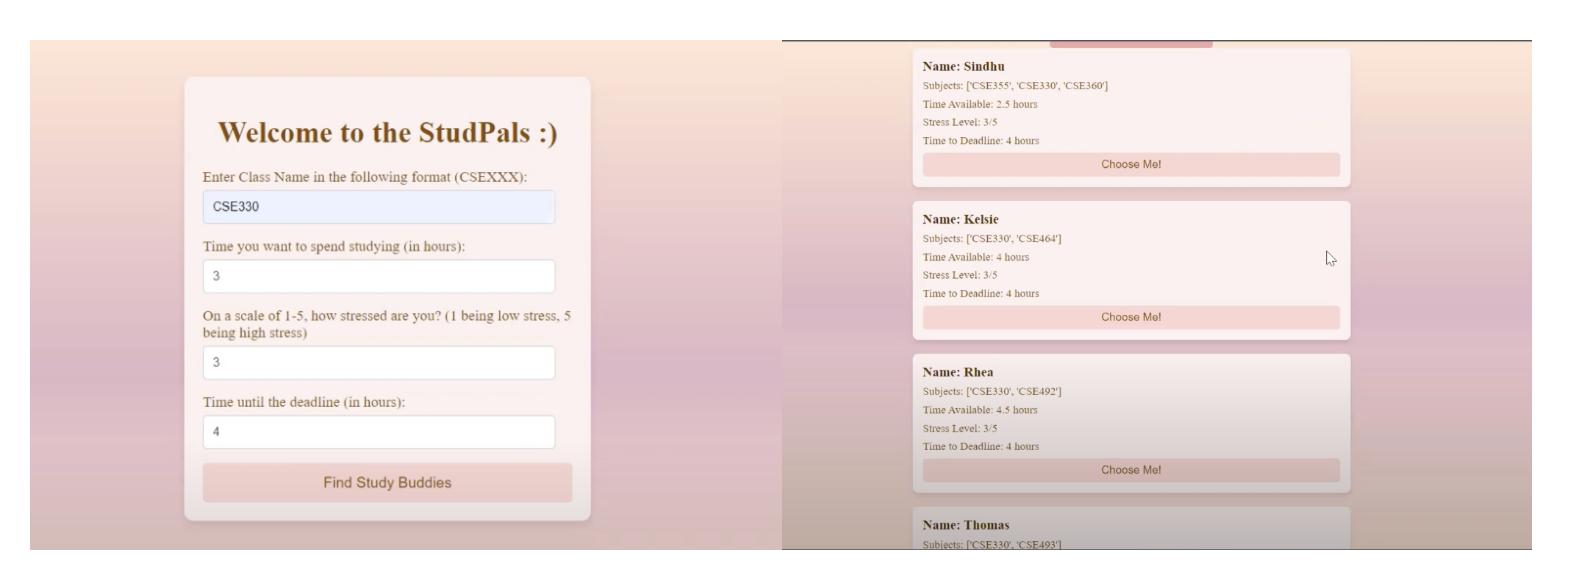 Welcome to the StudPals :)
Enter Class Name in the following format (CSEXXX):
CSE330
Time you want to spend studying (in hours):
3
On a scale of 1-5, how stressed are you? (1 being low stress, 5
being high stress)
3
Time until the deadline (in hours):
4
Find Study Buddies
Name: Sindhu
Subjects: ['CSE355', 'CSE330', 'CSE360']
Time Available: 2.5 hours
Stress Level: 3/5
Time to Deadline: 4 hours
Choose Me!
Name: Kelsie
Subjects: ['CSE330', 'CSE464']
Time Available: 4 hours
Stress Level: 3/5
Time to Deadline: 4 hours
Choose Me!
Name: Rhea
Subjects: ['CSE330', 'CSE492']
Time Available: 4.5 hours
Stress Level: 3/5
Time to Deadline: 4 hours
Choose Me!
Name: Thomas
Subjects: ['CSE330', 'CSE493']